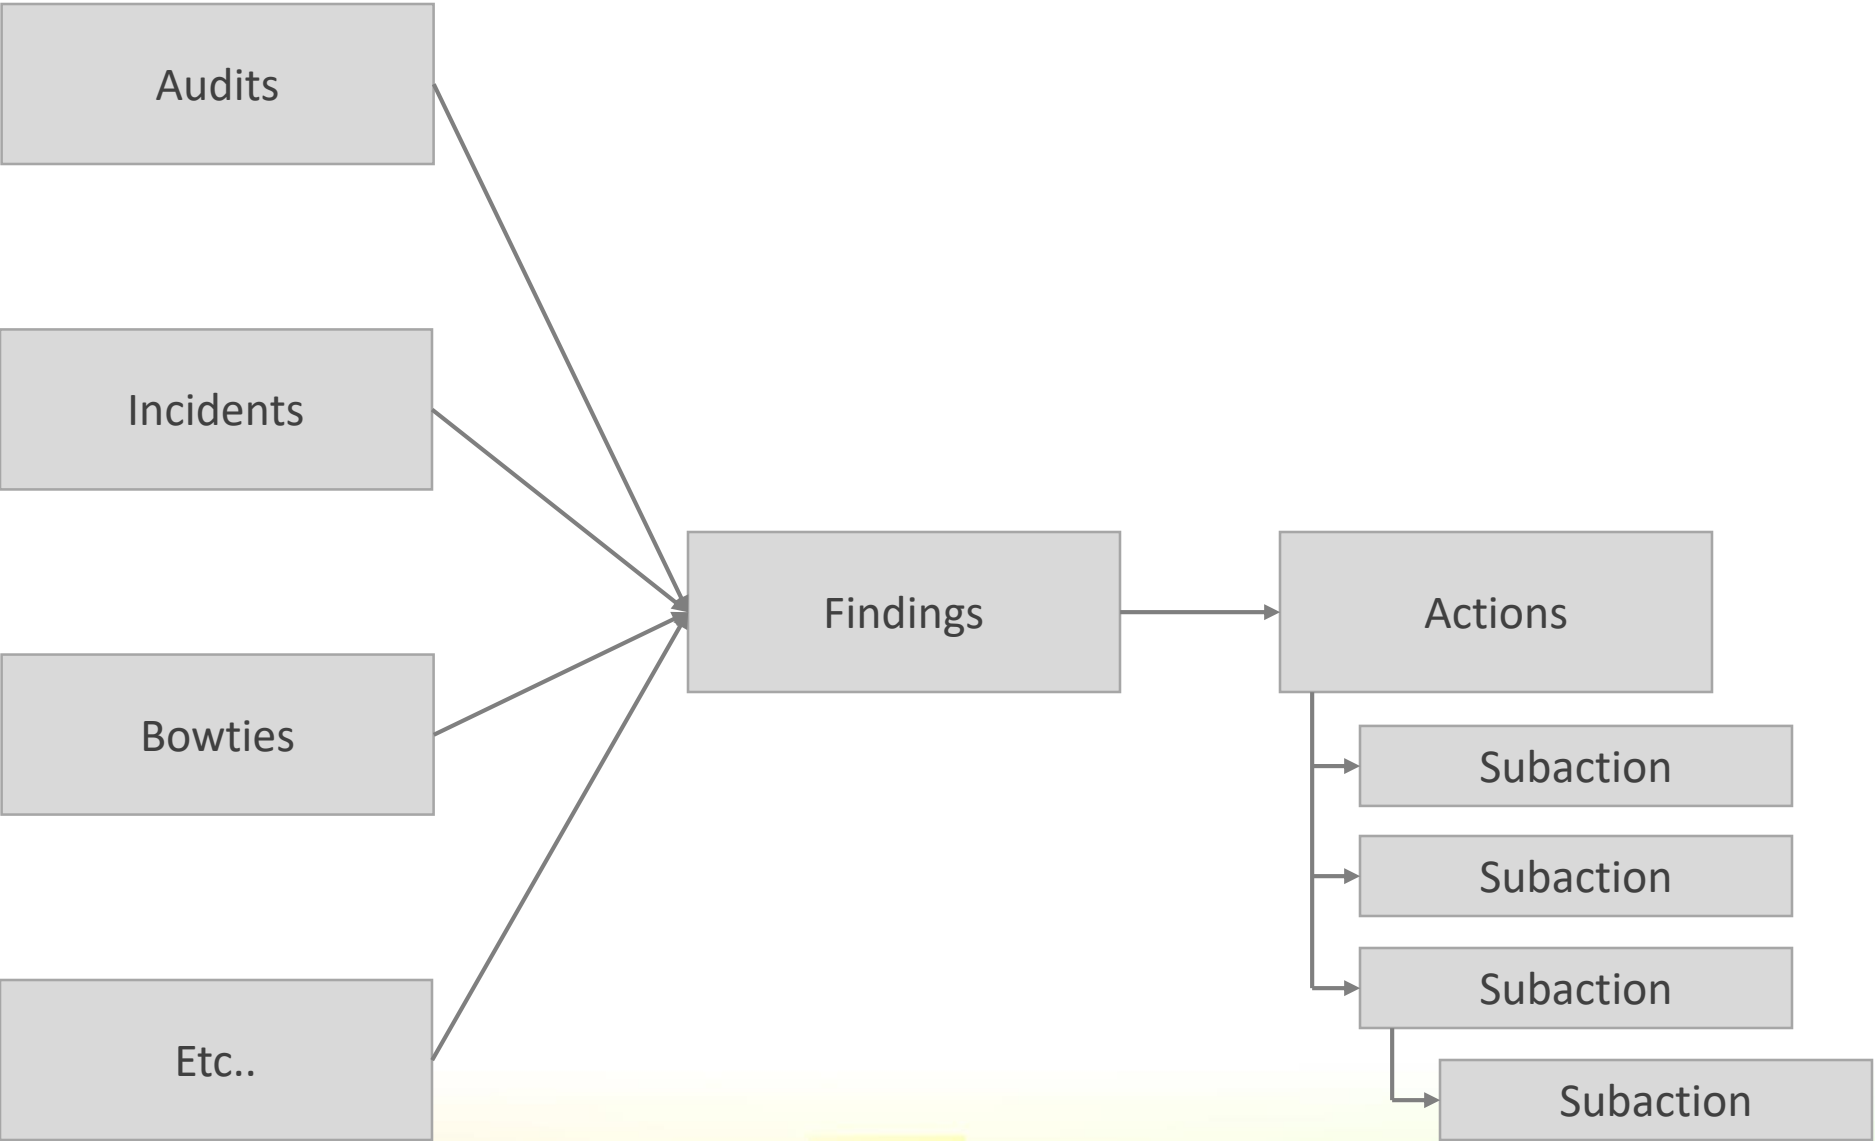 Audits
Incidents
Bowties
Etc..
Findings
Actions
Subaction
Subaction
Subaction
Subaction